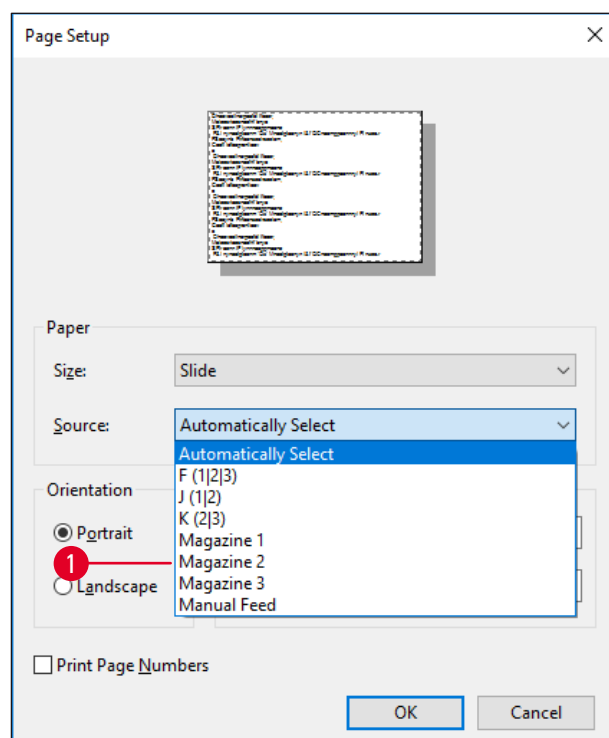 Page Setup
Paper
Size:
Slide
Source:
Automatically Select
Automatically Select
F (1|2|3)
J (1|2)
K (2|3)
Magazine 1
Magazine 2
Magazine 3
Manual Feed
Orientation
Portrait
1
Landscape
Print Page Numbers
OK
Cancel